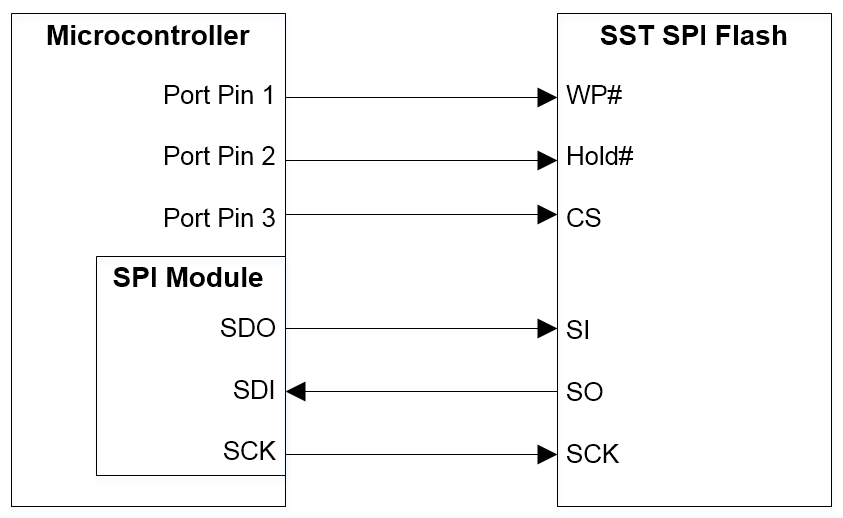 Microcontroller
Port Pin 1
Port Pin 2
Port Pin 3
SPI Module
SDO
SDI
SCK
SST SPI Flash
WP#
Hold#
CS
SI
SO
SCK